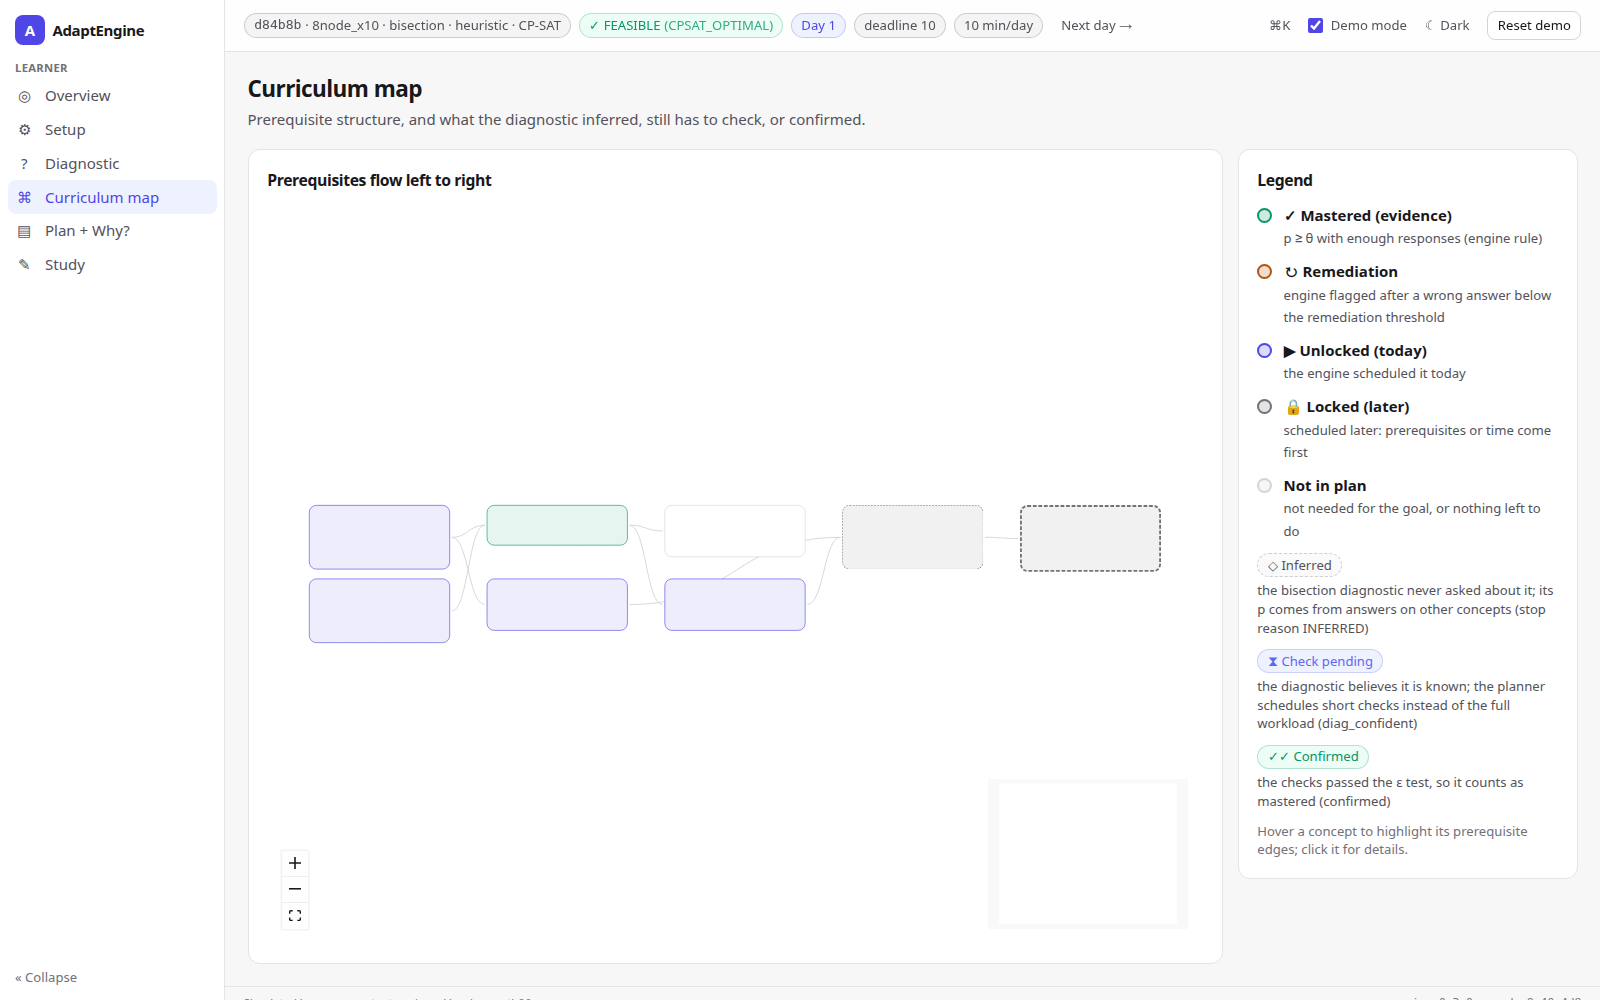 A AdaptEngine
LEARNER
◎ Overview
⚙ Setup
? Diagnostic
⌘ Curriculum map
▤ Plan + Why?
✎ Study
« Collapse
d84b8b · 8node_x10 · bisection · heuristic · CP-SAT
✓ FEASIBLE (CPSAT_OPTIMAL)
Day 1
deadline 10
10 min/day
Next day →
⌘K
Demo mode
☾ Dark
Reset demo
Curriculum map
Prerequisite structure, and what the diagnostic inferred, still has to check, or confirmed.
Prerequisites flow left to right
Legend
✓ Mastered (evidence)
p ≥ θ with enough responses (engine rule)
↻ Remediation
engine flagged after a wrong answer below
the remediation threshold
▶ Unlocked (today)
the engine scheduled it today
🔒 Locked (later)
scheduled later: prerequisites or time come
first
Not in plan
not needed for the goal, or nothing left to
do
◇ Inferred
the bisection diagnostic never asked about it; its
p comes from answers on other concepts (stop
reason INFERRED)
⧗ Check pending
the diagnostic believes it is known; the planner
schedules short checks instead of the full
workload (diag_confident)
✓✓ Confirmed
the checks passed the ε test, so it counts as
mastered (confirmed)
Hover a concept to highlight its prerequisite
edges; click it for details.